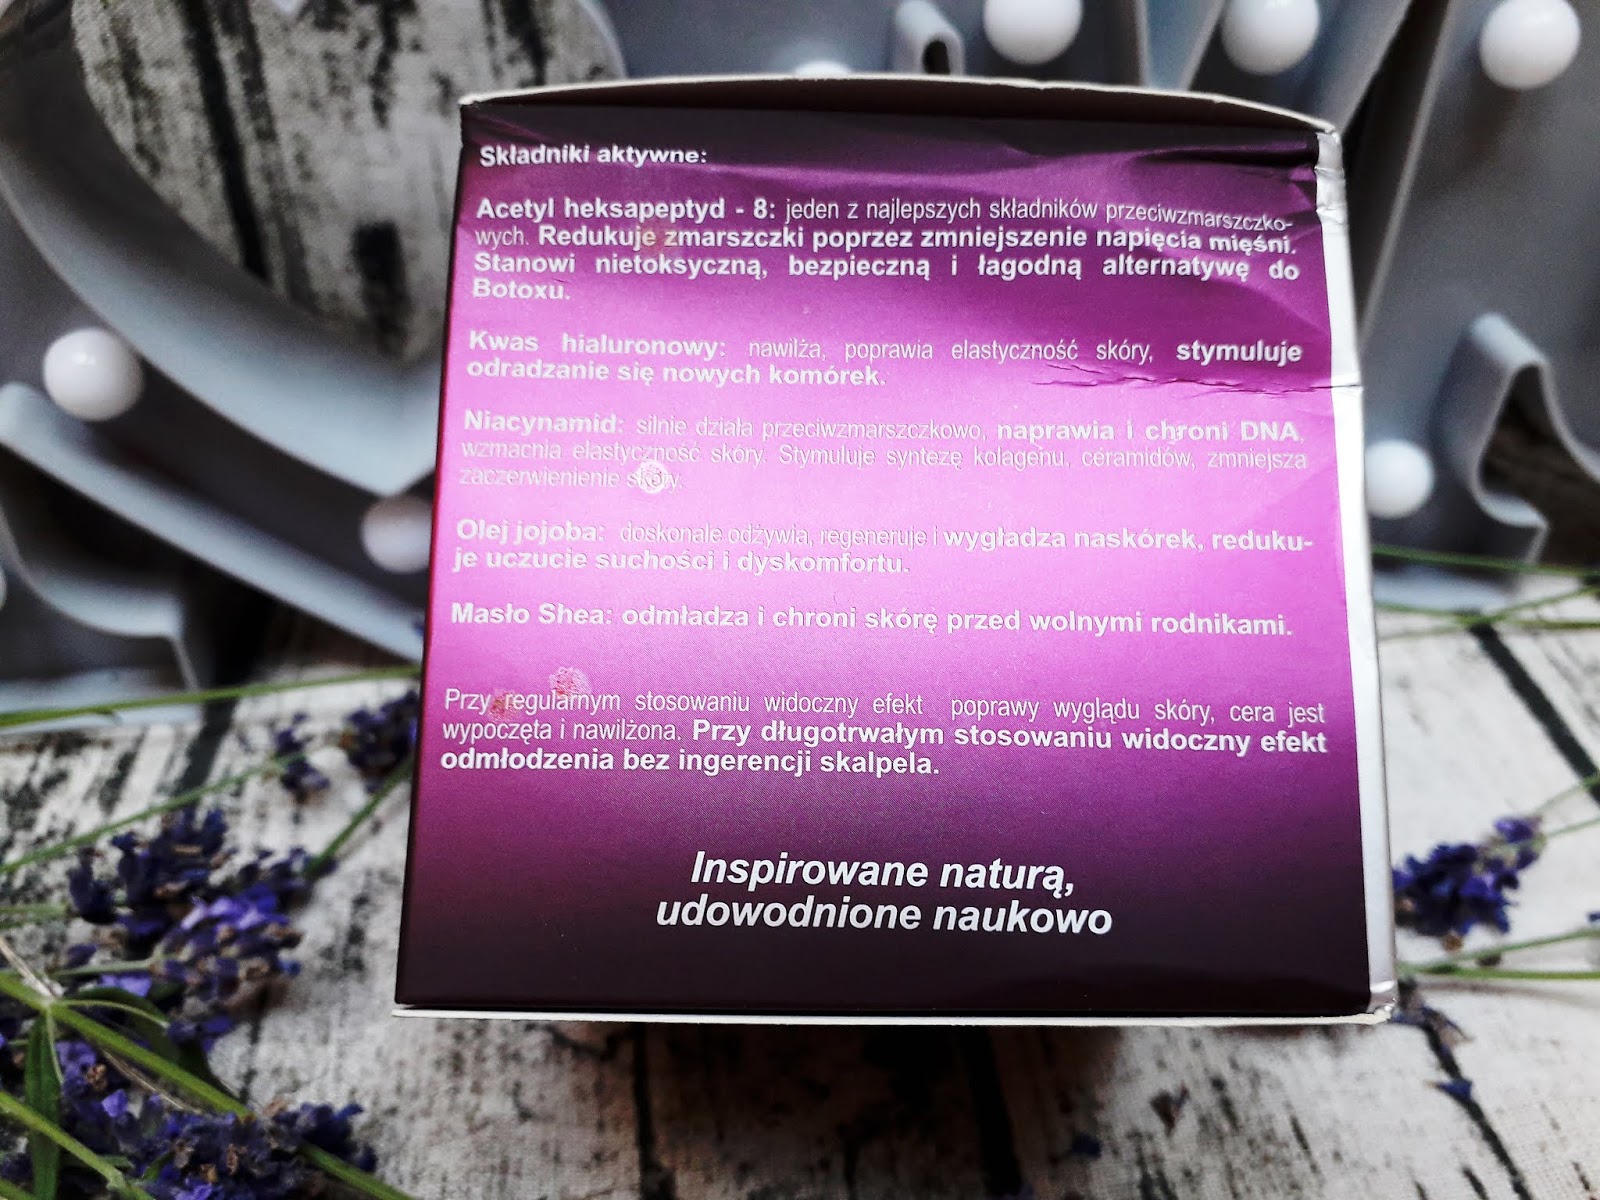 Składniki aktywne:
Acetyl heksapeptyd - 8: jeden z najlepszych składników przeciwzmarszczko-
wych. Redukuje zmarszczki poprzez zmniejszenie napięcia mięśni.
Stanowi nietoksyczną, bezpieczną i łagodną alternatywę do
Botoxu.
Kwas hialuronowy: nawilża, poprawia elastyczność skóry, stymuluje
odradzanie się nowych komórek.
Niacynamid: silnie działa przeciwzmarszczkowo, naprawia i chroni DNA,
wzmacnia elastyczność skóry. Stymuluje syntezę kolagenu, ceramidów, zmniejsza
zaczerwienienie skóry.
Olej jojoba: doskonale odżywia, regeneruje i wygładza naskórek, reduku-
je uczucie suchości i dyskomfortu.
Masło Shea: odmładza i chroni skórę przed wolnymi rodnikami.
Przy regularnym stosowaniu widoczny efekt poprawy wyglądu skóry, cera jest
wypoczęta i nawilżona. Przy długotrwałym stosowaniu widoczny efekt
odmłodzenia bez ingerencji skalpela.
Inspirowane naturą,
udowodnione naukowo